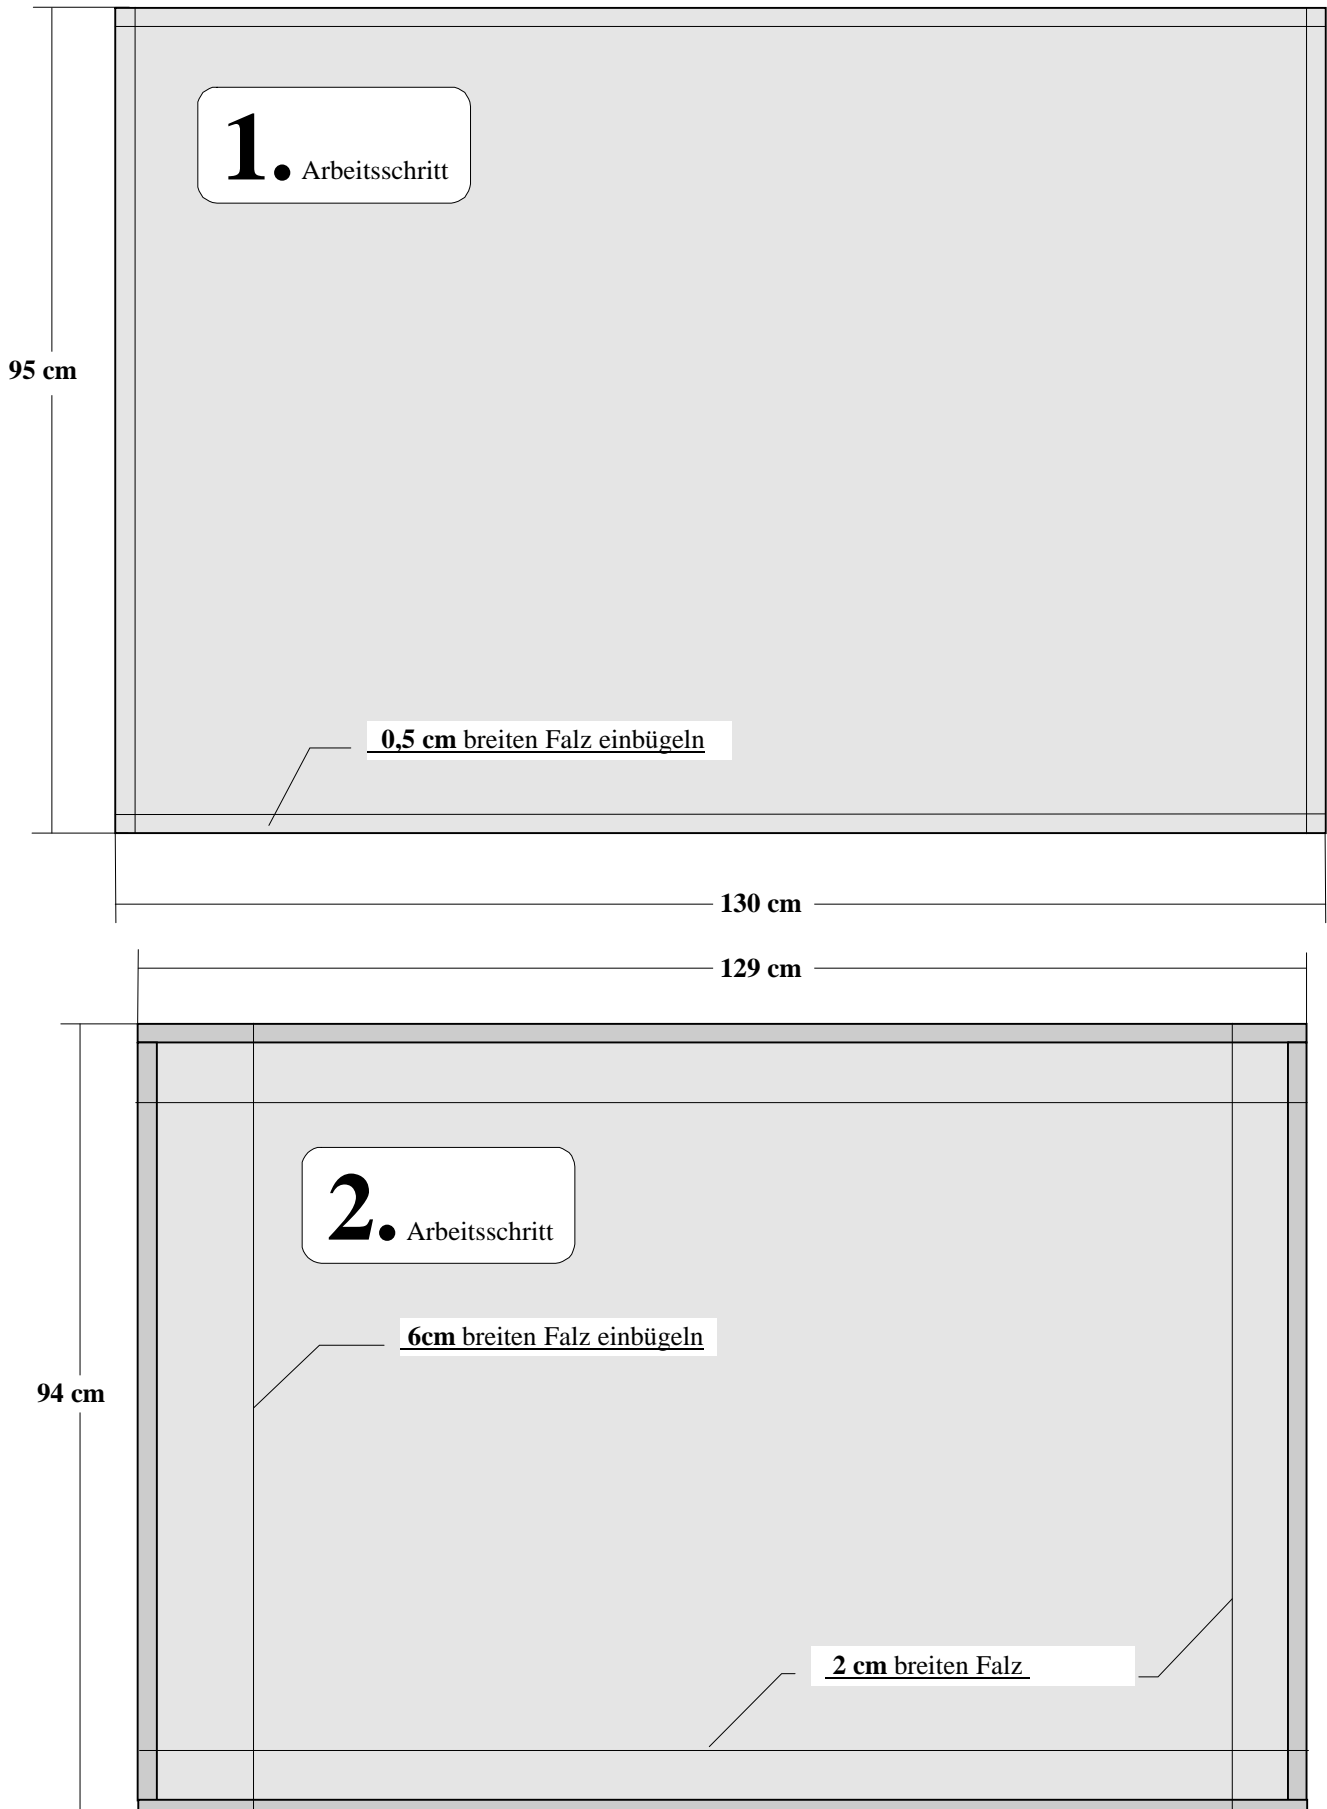 1. Arbeitsschritt
95 cm
0,5 cm breiten Falz einbügeln
130 cm
129 cm
2. Arbeitsschritt
6cm breiten Falz einbügeln
94 cm
2 cm breiten Falz